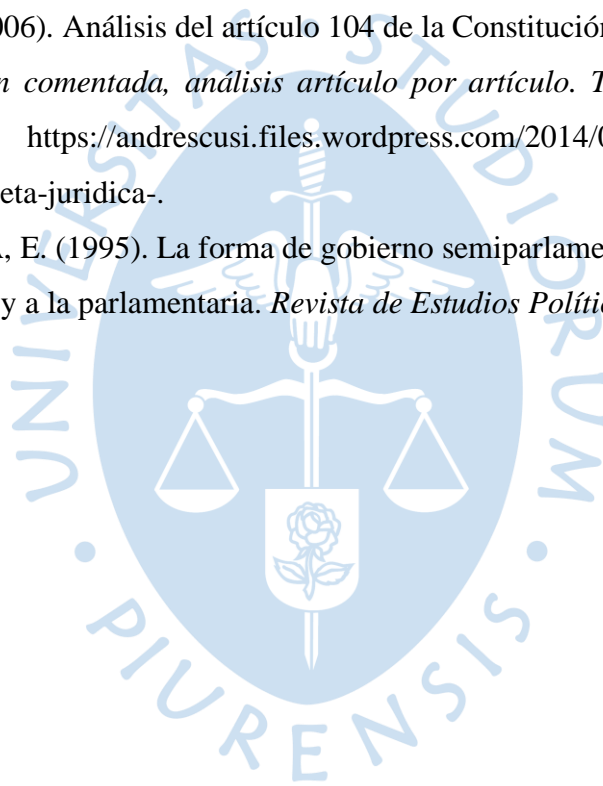 006). Análisis del artículo 104 de la Constitución
n comentada, análisis artículo por artículo. T
https://andrescusi.files.wordpress.com/2014/0
eta-juridica-.
A, E. (1995). La forma de gobierno semiparlame
y a la parlamentaria. Revista de Estudios Polític
UNIVERSITAS • STUDIORUM • PIURENSIS •